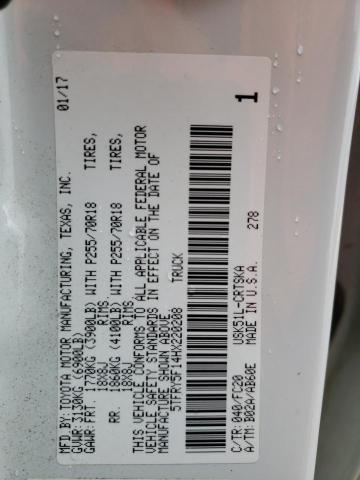 MFD.BY:TOYOTA MOTOR MANUFACTURING, TEXAS, INC. 01/17
GVWR:3130KG(6900LB)
GAWR:FRT. 1770KG(3900LB)WITH P255/70R18 TIRES,
18X8J RIMS.
RR. 1860KG(4100LB)WITH P255/70R18 TIRES,
18X8J RIMS
THIS VEHICLE CONFORMS TO ALL APPLICABLE FEDERAL MOTOR
VEHICLE SAFETY STANDARDS IN EFFECT ON THE DATE OF
MANUFACTURE SHOWN ABOVE.
5TFRY5F14HX220208 TRUCK
USK51L-CRTSKA
C/TR:040/FC20
A/TM:B02A/AB60E MADE IN U.S.A.
278
1